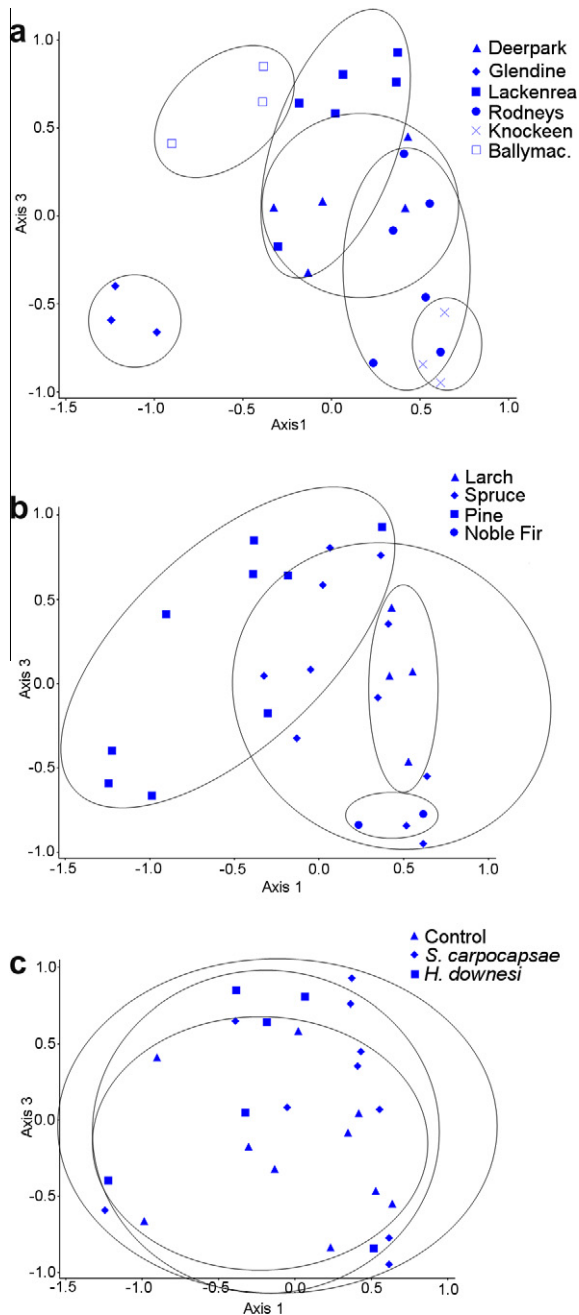 a
1.0
0.5
0.0
-0.5
-1.0
Axis 3
-1.5
-1.0
-0.5
0.0
0.5
1.0
Axis1
Deerpark
Glendine
Lackenrea
Rodneys
Knockeen
Ballymac.
b
1.0
0.5
0.0
-0.5
-1.0
Axis 3
-1.5
-1.0
-0.5
0.0
0.5
1.0
Axis 1
Larch
Spruce
Pine
Noble Fir
c
1.0
0.5
0.0
-0.5
-1.0
Axis 3
-1.5
-1.0
-0.5
0.0
0.5
1.0
Axis 1
Control
S. carpocapsae
H. downesi